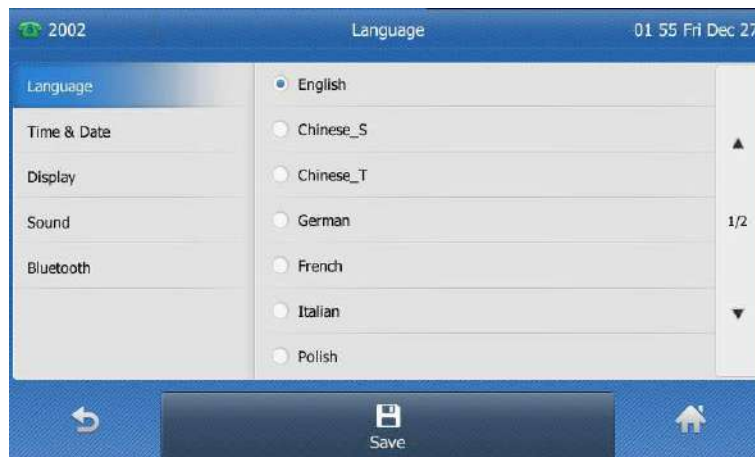 2002
Language
01 55 Fri Dec 27
Language
Time & Date
Display
Sound
Bluetooth
English
Chinese_S
Chinese_T
German
French
Italian
Polish
1/2
Save